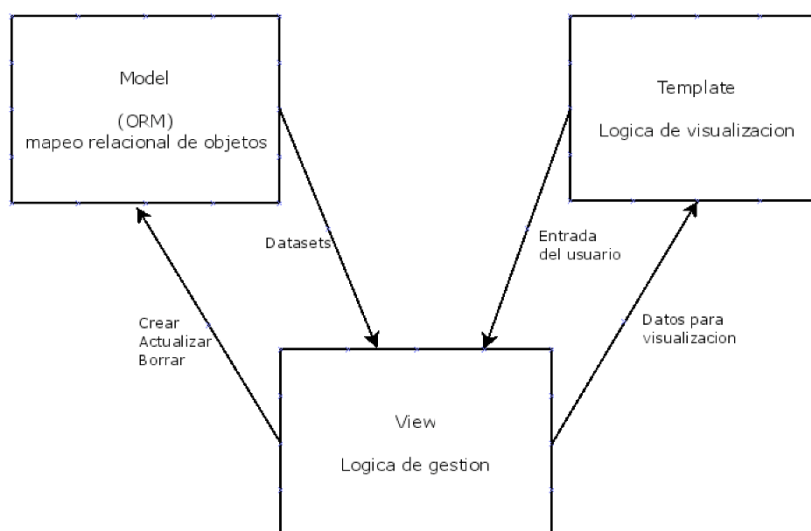 Model
(ORM)
mapeo relacional de objetos
Template
Logica de visualizacion
Datasets
Entrada
del usuario
Crear
Actualizar
Borrar
Datos para
visualizacion
View
Logica de gestion